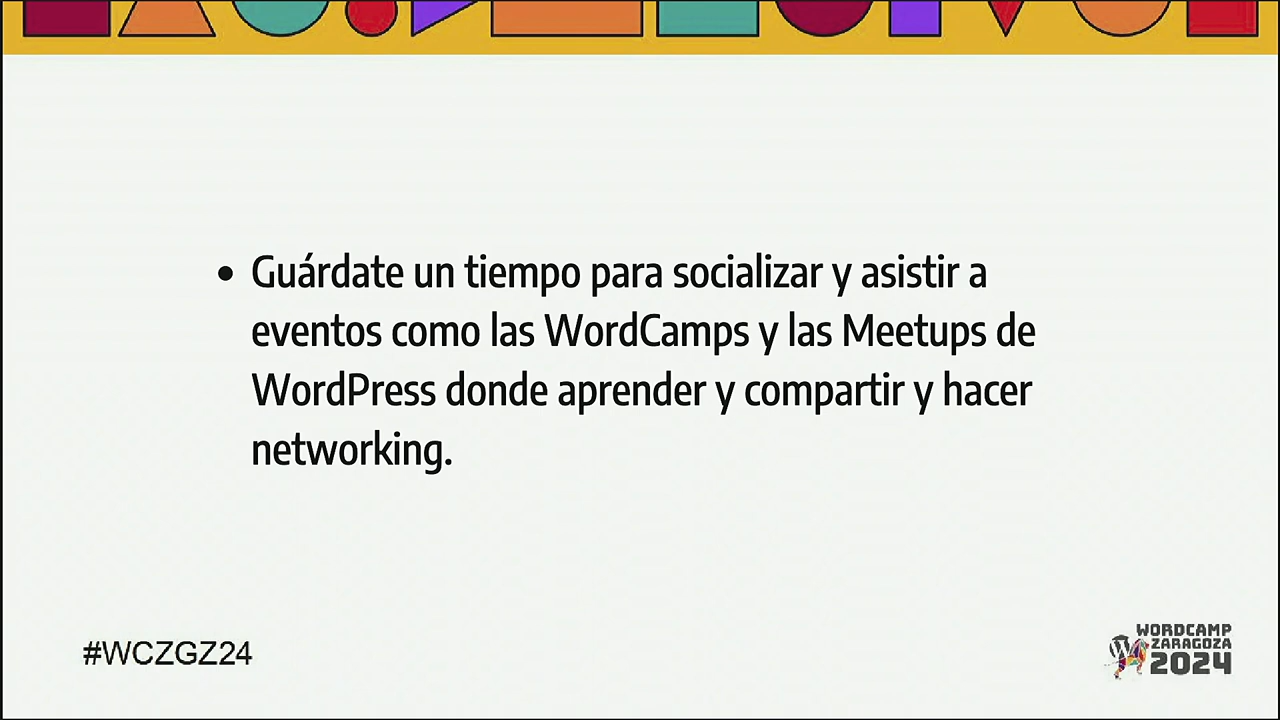 • Guárdate un tiempo para socializar y asistir a
eventos como las WordCamps y las Meetups de
WordPress donde aprender y compartir y hacer
networking.
#WCZGZ24
WORDCAMP
ZARAGOZA
2024